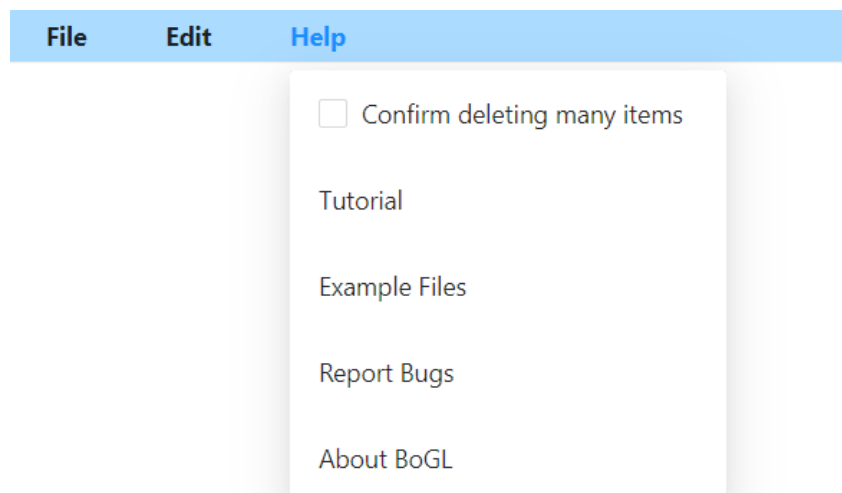 File Edit Help
Confirm deleting many items
Tutorial
Example Files
Report Bugs
About BoGL